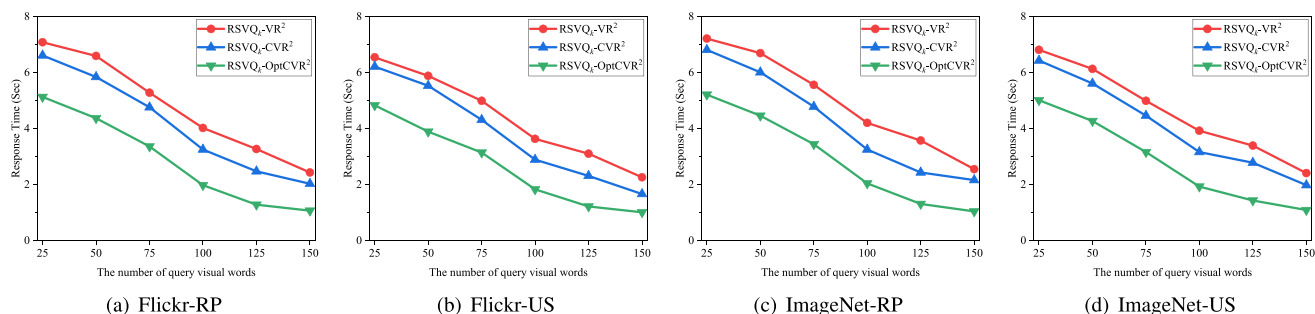 8
6
4
2
0
Response Time (Sec)
RSVQₖ-VR²
RSVQₖ-CVR²
RSVQₖ-OptCVR²
25 50 75 100 125 150
The number of query visual words
(a) Flickr-RP
8
6
4
2
0
Response Time (Sec)
RSVQₖ-VR²
RSVQₖ-CVR²
RSVQₖ-OptCVR²
25 50 75 100 125 150
The number of query visual words
(b) Flickr-US
8
6
4
2
0
Response Time (Sec)
RSVQₖ-VR²
RSVQₖ-CVR²
RSVQₖ-OptCVR²
25 50 75 100 125 150
The number of query visual words
(c) ImageNet-RP
8
6
4
2
0
Response Time (Sec)
RSVQₖ-VR²
RSVQₖ-CVR²
RSVQₖ-OptCVR²
25 50 75 100 125 150
The number of query visual words
(d) ImageNet-US